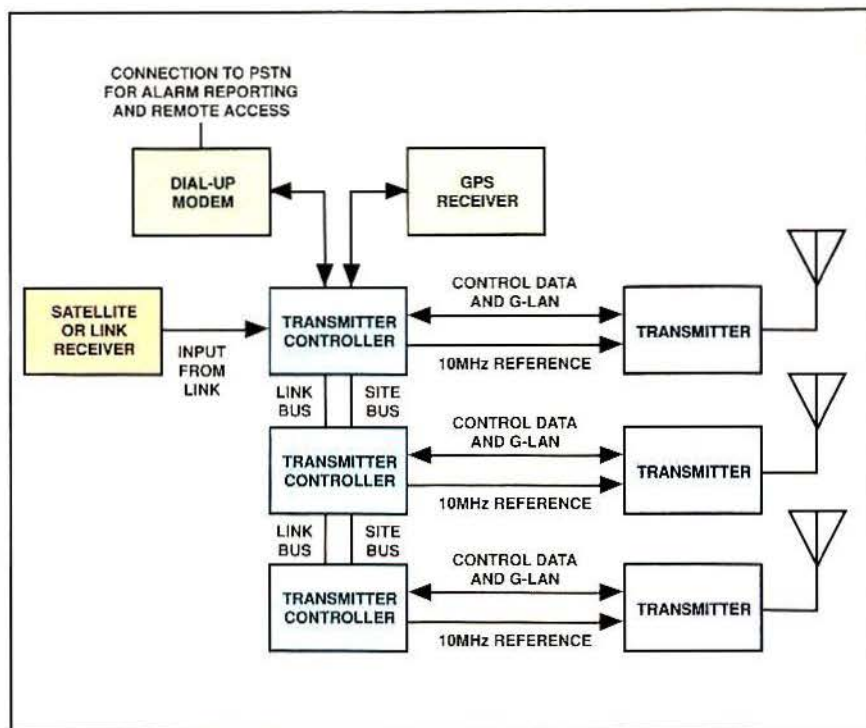 CONNECTION TO PSTN
FOR ALARM REPORTING
AND REMOTE ACCESS
DIAL-UP
MODEM
GPS
RECEIVER
SATELLITE
OR LINK
RECEIVER
INPUT
FROM
LINK
TRANSMITTER
CONTROLLER
CONTROL DATA
AND G-LAN
10MHz REFERENCE
TRANSMITTER
LINK
BUS
SITE
BUS
TRANSMITTER
CONTROLLER
CONTROL DATA
AND G-LAN
10MHz REFERENCE
TRANSMITTER
LINK
BUS
SITE
BUS
TRANSMITTER
CONTROLLER
CONTROL DATA
AND G-LAN
10MHz REFERENCE
TRANSMITTER